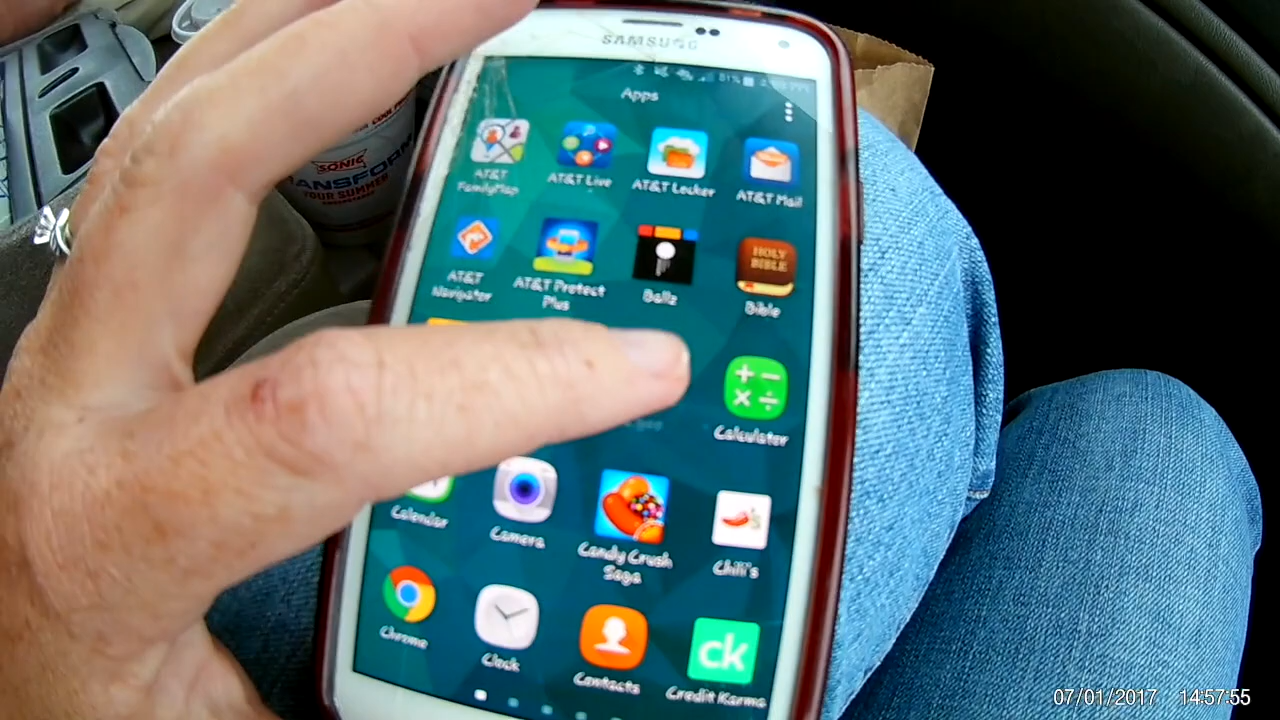 SAMSUNG
81%
Apps
AT&T
FamilyMap
AT&T Live
AT&T Locker
AT&T Mail
AT&T
Navigator
AT&T Protect
Plus
Ballz
HOLY
BIBLE
Bible
Calculator
Calendar
Camera
Candy Crush
Saga
Chili's
Chrome
Clock
Contacts
ck
Credit Karma
SONIC
TRANSFORM
YOUR SUMMER
07/01/2017 14:57:55